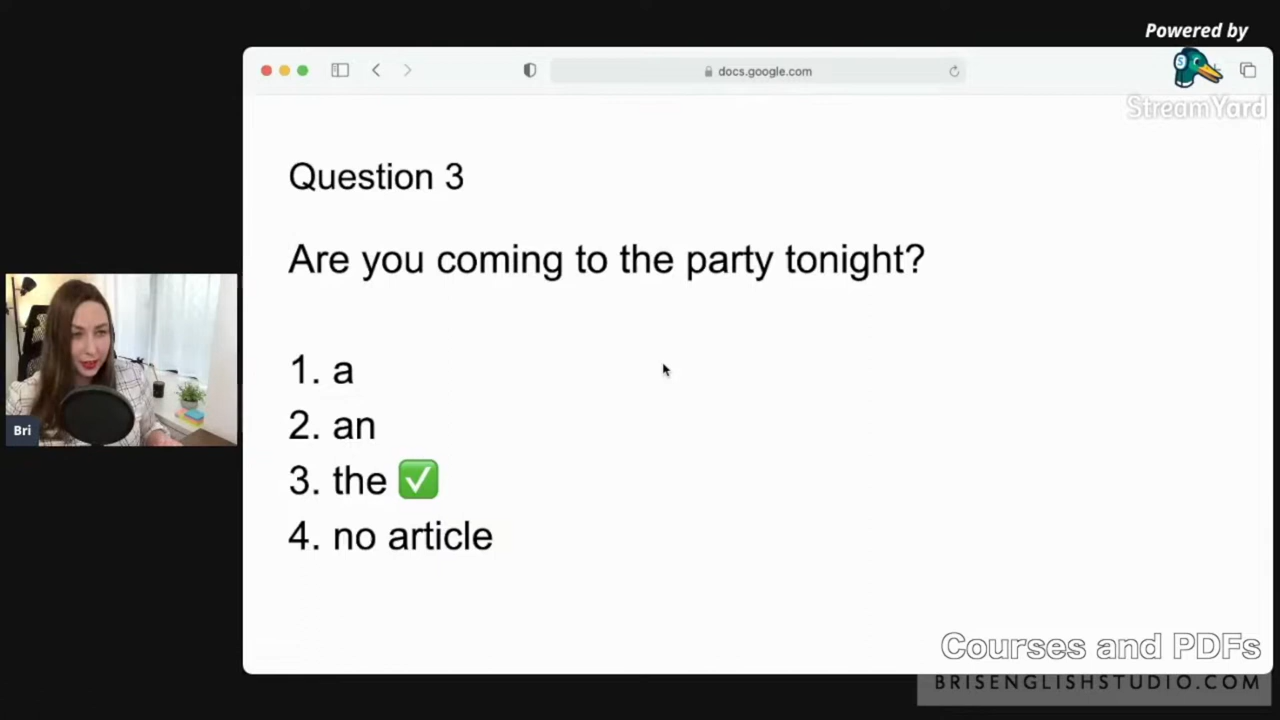 Powered by
docs.google.com
StreamYard
Question 3
Are you coming to the party tonight?
1. a
2. an
3. the ✅
4. no article
Bri
Courses and PDFs
BRISENGLISHSTUDIO.COM